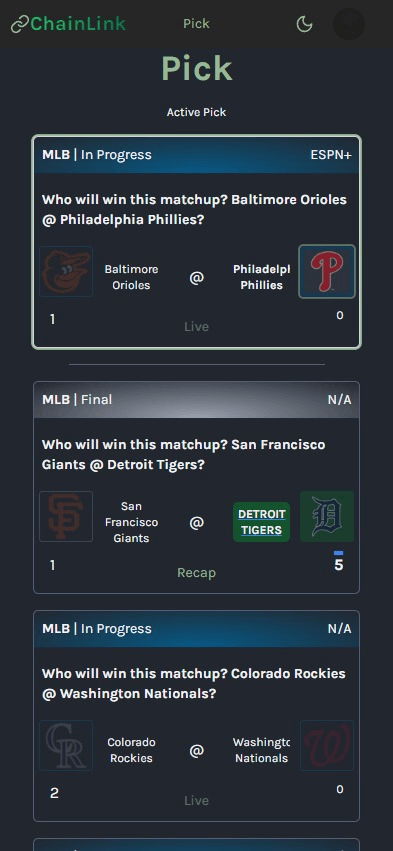 ChainLink Pick
Pick
Active Pick
MLB | In Progress ESPN+
Who will win this matchup? Baltimore Orioles
@ Philadelphia Phillies?
Baltimore
Orioles
@
Philadelpl
Phillies
P
1
Live
0
MLB | Final N/A
Who will win this matchup? San Francisco
Giants @ Detroit Tigers?
SF
San
Francisco
Giants
@
DETROIT
TIGERS
D
1
Recap
5
MLB | In Progress N/A
Who will win this matchup? Colorado Rockies
@ Washington Nationals?
CR
Colorado
Rockies
@
Washingtc
Nationals
W
2
Live
0